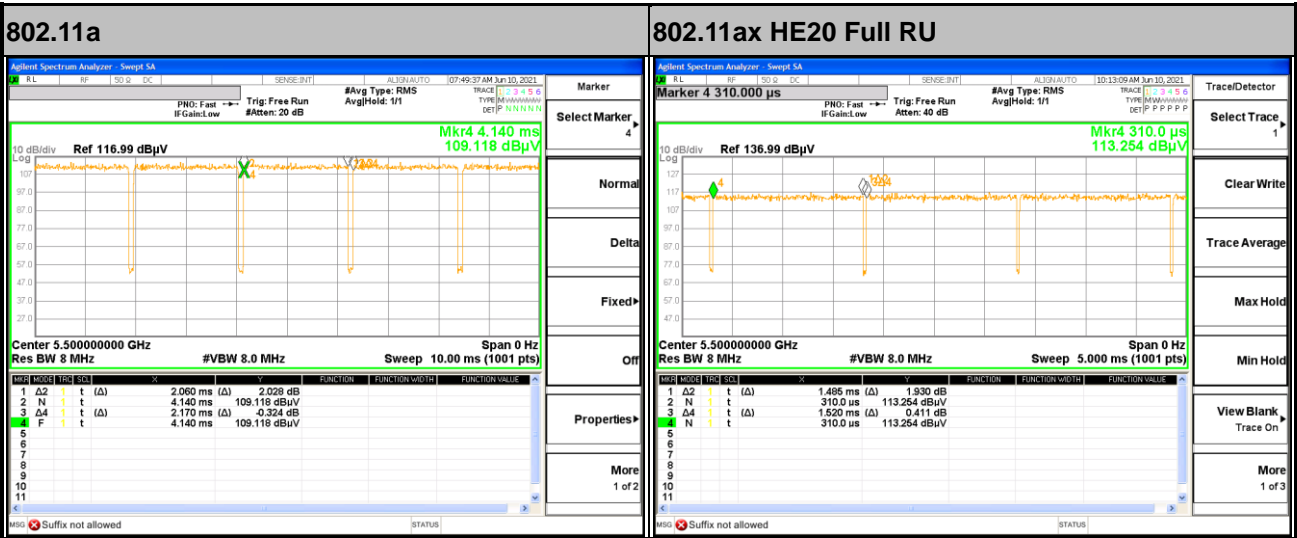 802.11a
Agilent Spectrum Analyzer - Swept SA
RL RF 50 Ω DC SENSE:INT ALIGNAUTO 07:49:37 AM Jun 10, 2021
PNO: Fast
IFGain:Low
Trig: Free Run
#Atten: 20 dB
#Avg Type: RMS
Avg|Hold: 1/1
TRACE 1 2 3 4 5 6
TYPE
DET P N N N N N
Mkr4 4.140 ms
109.118 dBµV
10 dB/div Ref 116.99 dBµV
Log
107
97.0
87.0
77.0
67.0
57.0
47.0
37.0
27.0
Center 5.500000000 GHz Span 0 Hz
Res BW 8 MHz #VBW 8.0 MHz Sweep 10.00 ms (1001 pts)
MKR MODE TRC SCL X Y FUNCTION FUNCTION WIDTH FUNCTION VALUE
1 Δ2 1 t (Δ) 2.060 ms (Δ) 2.028 dB
2 N 1 t 4.140 ms 109.118 dBµV
3 Δ4 1 t (Δ) 2.170 ms (Δ) -0.324 dB
4 F 1 t 4.140 ms 109.118 dBµV
5
6
7
8
9
10
11
MSG Suffix not allowed STATUS
Marker
Select Marker
4
Normal
Delta
Fixed
Off
Properties
More
1 of 2
802.11ax HE20 Full RU
Agilent Spectrum Analyzer - Swept SA
RL RF 50 Ω DC SENSE:INT ALIGNAUTO 10:13:09 AM Jun 10, 2021
Marker 4 310.000 µs
PNO: Fast
IFGain:Low
Trig: Free Run
#Atten: 40 dB
#Avg Type: RMS
Avg|Hold: 1/1
TRACE 1 2 3 4 5 6
TYPE
DET P P P P P P
Mkr4 310.0 µs
113.254 dBµV
10 dB/div Ref 136.99 dBµV
Log
127
117
107
97.0
87.0
77.0
67.0
57.0
47.0
Center 5.500000000 GHz Span 0 Hz
Res BW 8 MHz #VBW 8.0 MHz Sweep 5.000 ms (1001 pts)
MKR MODE TRC SCL X Y FUNCTION FUNCTION WIDTH FUNCTION VALUE
1 Δ2 1 t (Δ) 1.485 ms (Δ) 1.930 dB
2 N 1 t 310.0 µs 113.254 dBµV
3 Δ4 1 t (Δ) 1.520 ms (Δ) 0.411 dB
4 N 1 t 310.0 µs 113.254 dBµV
5
6
7
8
9
10
11
MSG Suffix not allowed STATUS
Trace/Detector
Select Trace
1
Clear Write
Trace Average
Max Hold
Min Hold
View Blank
Trace On
More
1 of 3